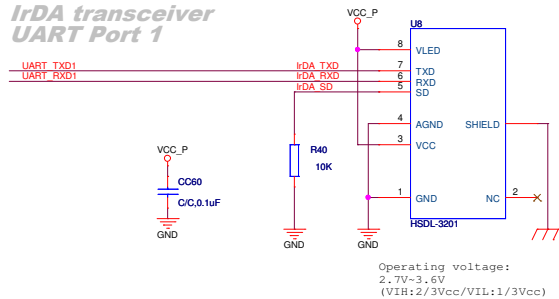 IrDA transceiver
UART Port 1
VCC_P
U8
8 VLED
UART_TXD1 IrDA_TXD 7 TXD
UART_RXD1 IrDA_RXD 6 RXD
IrDA_SD 5 SD
4 AGND SHIELD
VCC_P R40 3 VCC
10K
CC60
C/C,0.1uF
1 GND NC 2
GND GND GND HSDL-3201
Operating voltage:
2.7V~3.6V
(VIH:2/3Vcc/VIL:1/3Vcc)